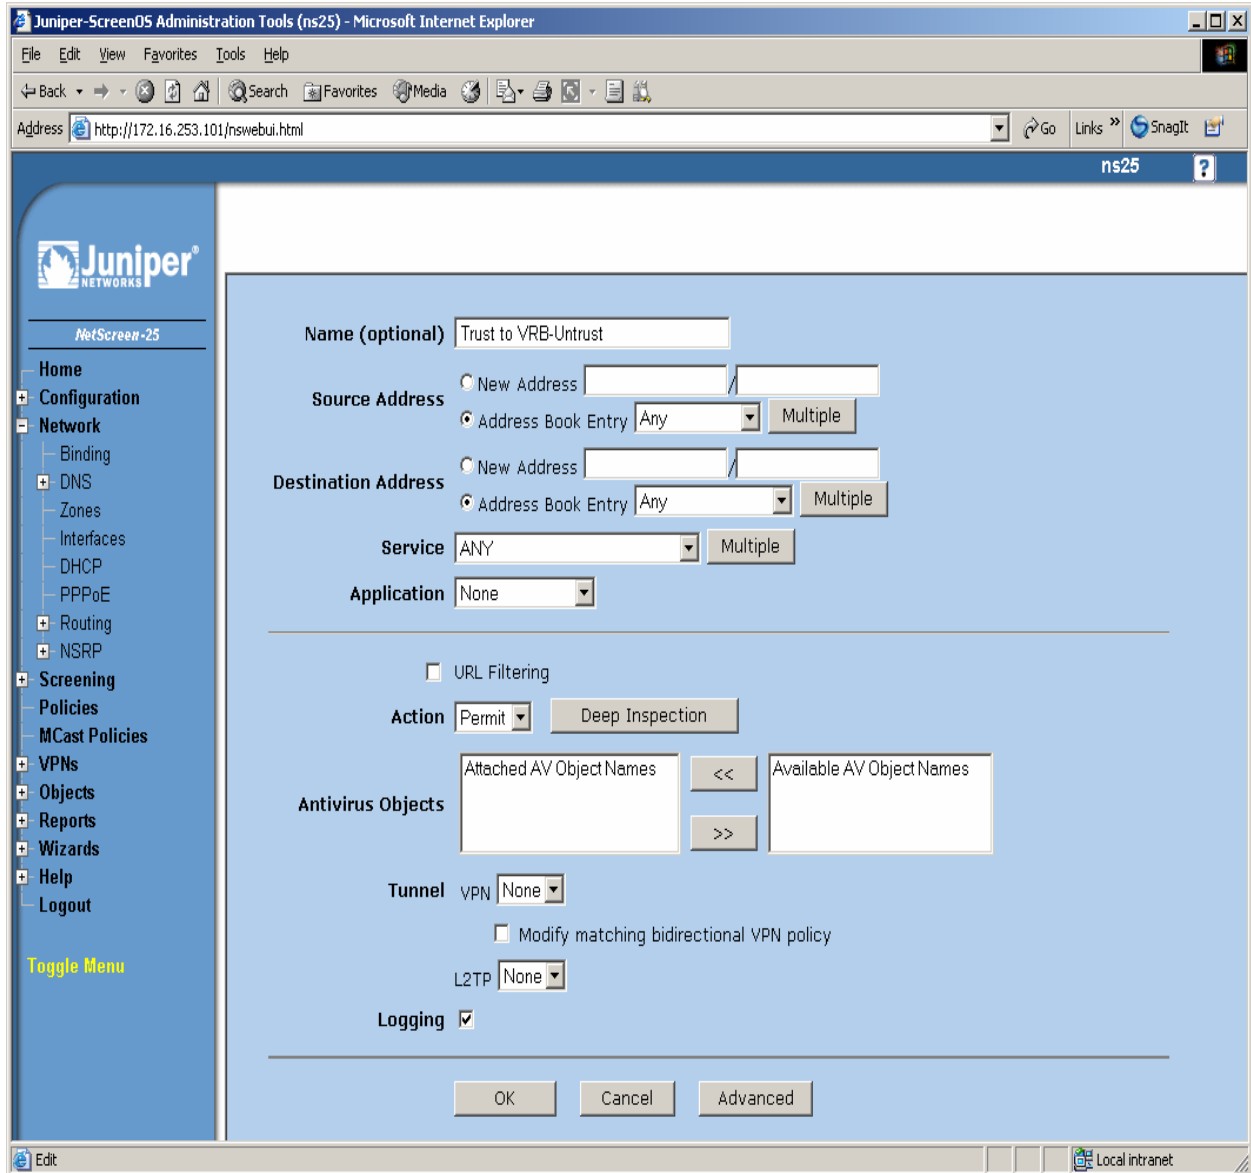 Juniper-ScreenOS Administration Tools (ns25) - Microsoft Internet Explorer
File Edit View Favorites Tools Help
Back Search Favorites Media
Address http://172.16.253.101/nswebui.html Go Links » SnagIt
ns25 ?
Juniper®
NETWORKS
NetScreen-25
Home
Configuration
Network
Binding
DNS
Zones
Interfaces
DHCP
PPPoE
Routing
NSRP
Screening
Policies
MCast Policies
VPNs
Objects
Reports
Wizards
Help
Logout
Toggle Menu
Name (optional) Trust to VRB-Untrust
Source Address
New Address /
Address Book Entry Any Multiple
Destination Address
New Address /
Address Book Entry Any Multiple
Service ANY Multiple
Application None
URL Filtering
Action Permit Deep Inspection
Antivirus Objects
Attached AV Object Names << Available AV Object Names
>>
Tunnel VPN None
Modify matching bidirectional VPN policy
L2TP None
Logging
OK Cancel Advanced
Edit Local intranet